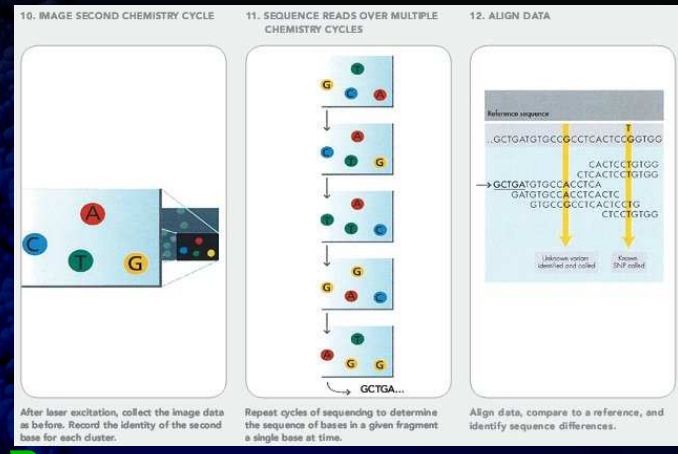 10. IMAGE SECOND CHEMISTRY CYCLE
A
C
T
G
After laser excitation, collect the image data
as before. Record the identity of the second
base for each cluster.
11. SEQUENCE READS OVER MULTIPLE
CHEMISTRY CYCLES
T
G
C
A
A
C
T
G
A
T
T
C
G
G
A
C
T
A
G
G
GCTGA...
Repeat cycles of sequencing to determine
the sequence of bases in a given fragment
a single base at time.
12. ALIGN DATA
Reference sequence
T
...GCTGATGTGCCGCCTCACTCCGGTGG
CACTCCTGTGG
CTCACTCCTGTGG
GCTGATGTGCCACCTCA
GATGTGCCACCTCACTC
GTGCCGCCTCACTCCTG
CTCCTGTGG
Unknown variant
identified and called
Known
SNP called
Align data, compare to a reference, and
identify sequence differences.